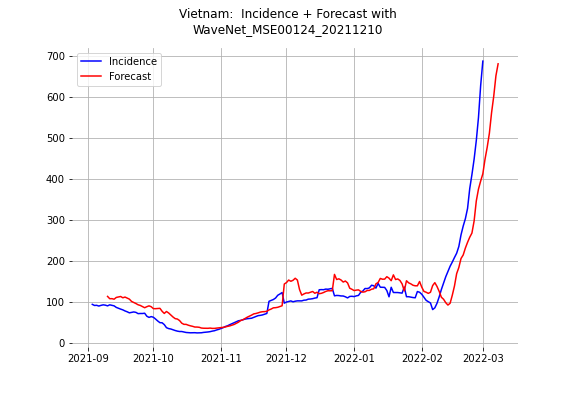 Vietnam:  Incidence + Forecast with
WaveNet_MSE00124_20211210
Incidence
Forecast
700
600
500
400
300
200
100
0
2021-09 2021-10 2021-11 2021-12 2022-01 2022-02 2022-03